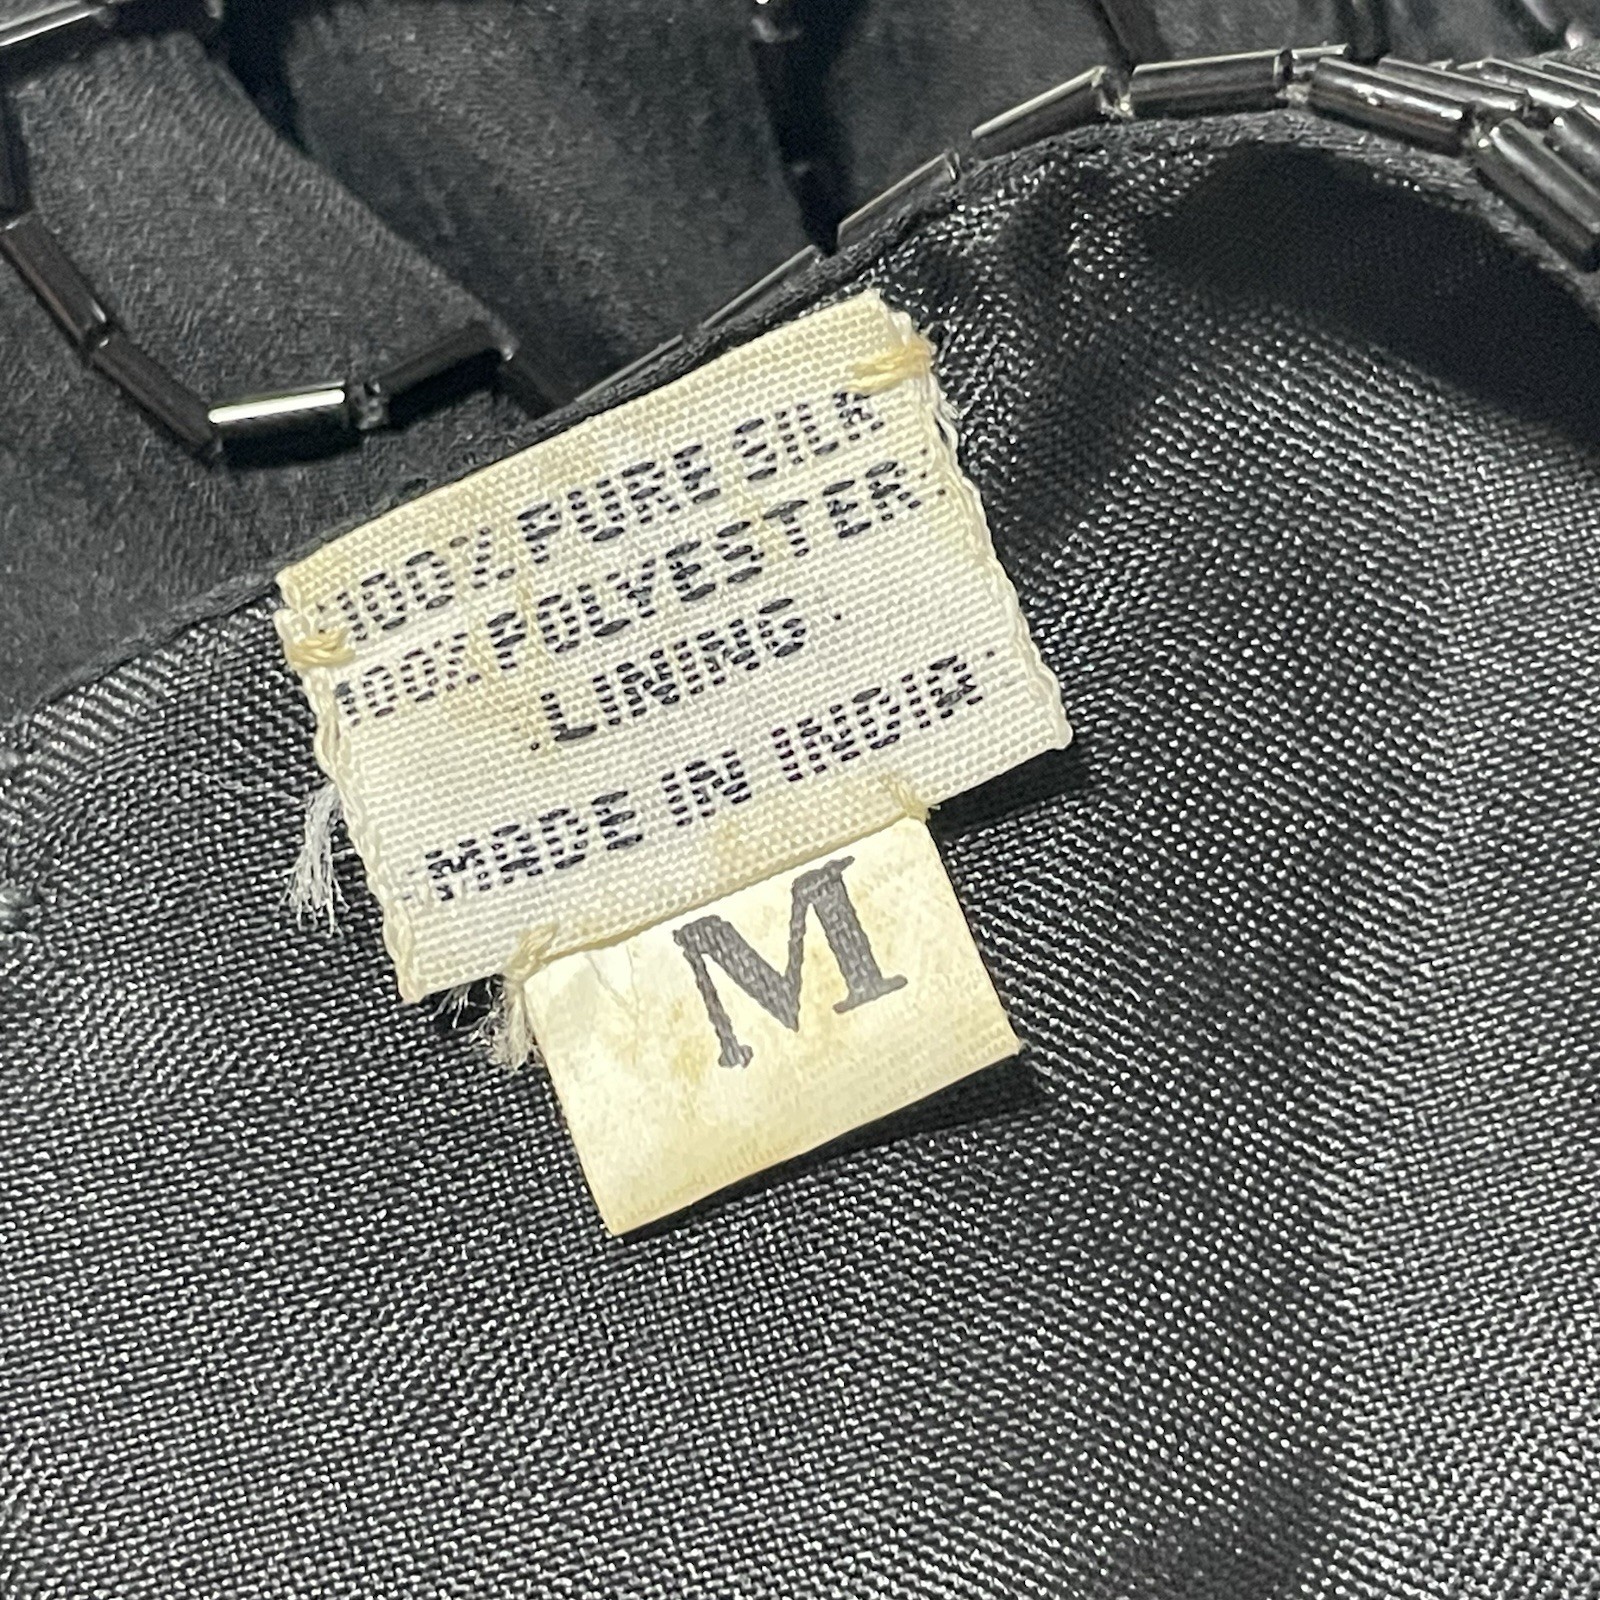 100% PURE SILK
100% POLYESTER
LINING
MADE IN INDIA
M